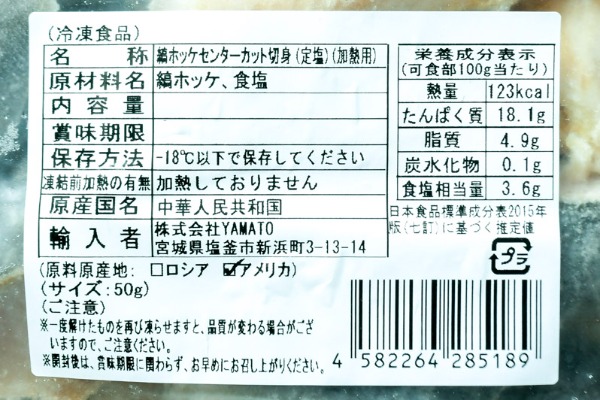 (冷凍食品)
名 称 縞ホッケセンターカット切身(定塩)(加熱用)
原材料名 縞ホッケ、食塩
内容量
賞味期限
保存方法 -18℃以下で保存してください
凍結前加熱の有無 加熱しておりません
原産国名 中華人民共和国
輸入者 株式会社YAMATO
宮城県塩釜市新浜町3-13-14
(原料原産地: □ロシア ☑アメリカ)
(サイズ:50g)
(ご注意)
※一度解けたものを再び凍らせますと、品質が変わる場合がござ
いますので、ご注意ください。
※開封後は、賞味期限に関わらず、お早めにお召し上がりください。
栄養成分表示
(可食部100g当たり)
熱量 123kcal
たんぱく質 18.1g
脂質 4.9g
炭水化物 0.1g
食塩相当量 3.6g
日本食品標準成分表2015年
版(七訂)に基づく推定値
プラ
4 582264 285189